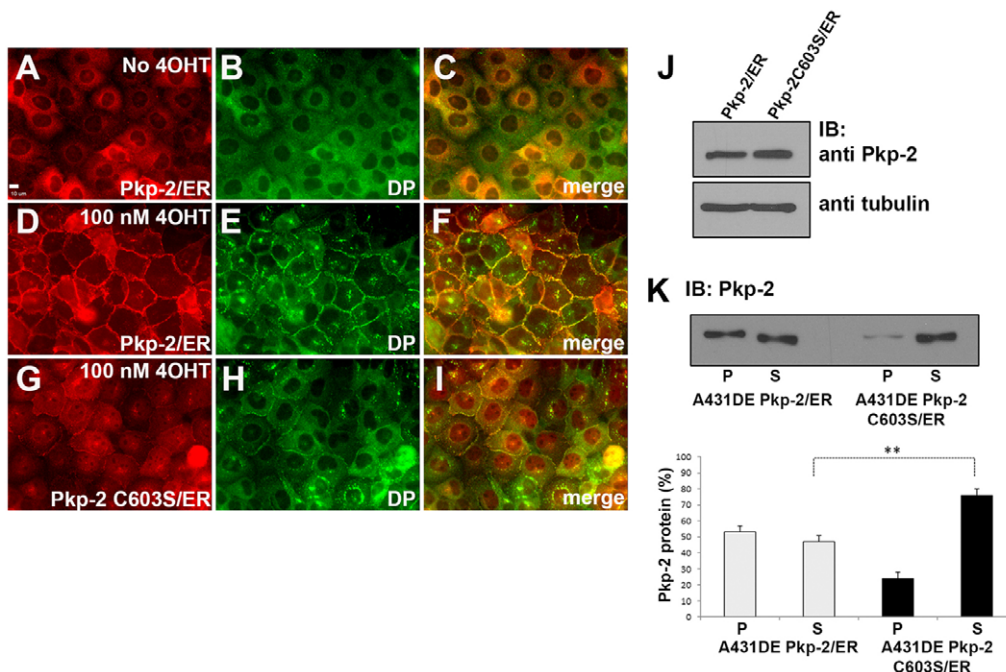 A
No 4OHT
B
C
10 um
Pkp-2/ER
DP
merge
D
100 nM 4OHT
E
F
Pkp-2/ER
DP
merge
G
100 nM 4OHT
H
I
Pkp-2 C603S/ER
DP
merge
J
Pkp-2/ER
Pkp-2C603S/ER
IB:
anti Pkp-2
anti tubulin
K
IB: Pkp-2
P S P S
A431DE Pkp-2/ER
A431DE Pkp-2
C603S/ER
Pkp-2 protein (%)
100
90
80
70
60
50
40
30
20
10
0
**
P S P S
A431DE Pkp-2/ER
A431DE Pkp-2
C603S/ER